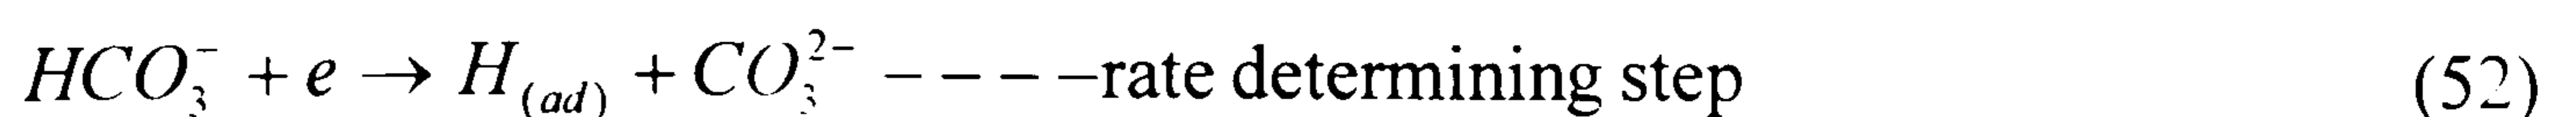 HCO₃⁻ + e → H₍ad₎ + CO₃²⁻ – – – –rate determining step (52)